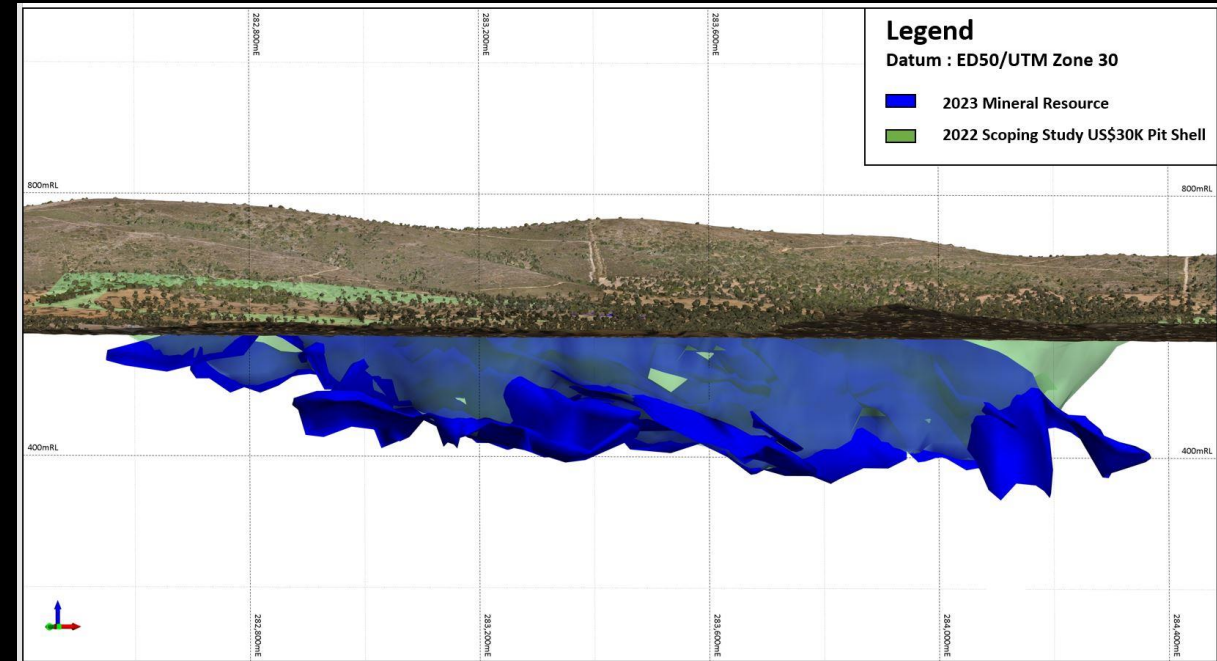 282,800mE
283,200mE
283,600mE
Legend
Datum : ED50/UTM Zone 30
2023 Mineral Resource
2022 Scoping Study US$30K Pit Shell
800mRL
800mRL
400mRL
400mRL
282,800mE
283,200mE
283,600mE
284,000mE
284,400mE